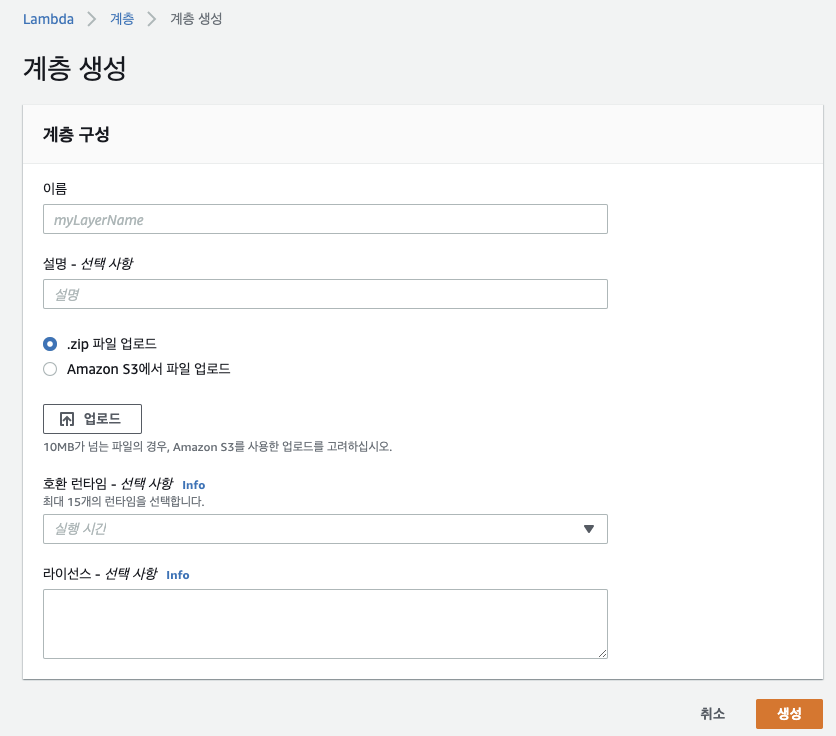 Lambda > 계층 > 계층 생성
계층 생성
계층 구성
이름
myLayerName
설명 - 선택 사항
설명
.zip 파일 업로드
Amazon S3에서 파일 업로드
업로드
10MB가 넘는 파일의 경우, Amazon S3를 사용한 업로드를 고려하십시오.
호환 런타임 - 선택 사항 Info
최대 15개의 런타임을 선택합니다.
실행 시간
라이선스 - 선택 사항 Info
취소 생성